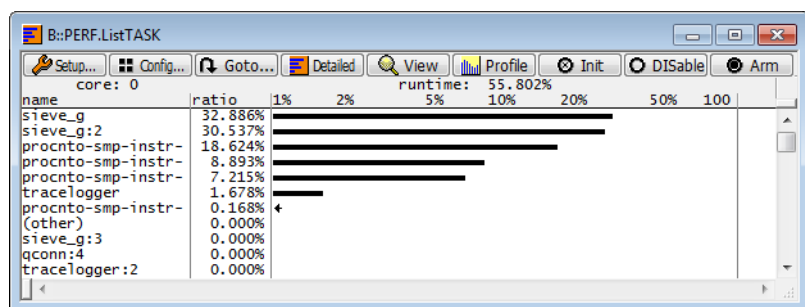 B::PERF.ListTASK
Setup... Config... Goto... Detailed View Profile Init DISable Arm
core: 0 runtime: 55.802%
name ratio 1% 2% 5% 10% 20% 50% 100
sieve_g 32.886%
sieve_g:2 30.537%
procnto-smp-instr- 18.624%
procnto-smp-instr- 8.893%
procnto-smp-instr- 7.215%
tracelogger 1.678%
procnto-smp-instr- 0.168%
(other) 0.000%
sieve_g:3 0.000%
qconn:4 0.000%
tracelogger:2 0.000%